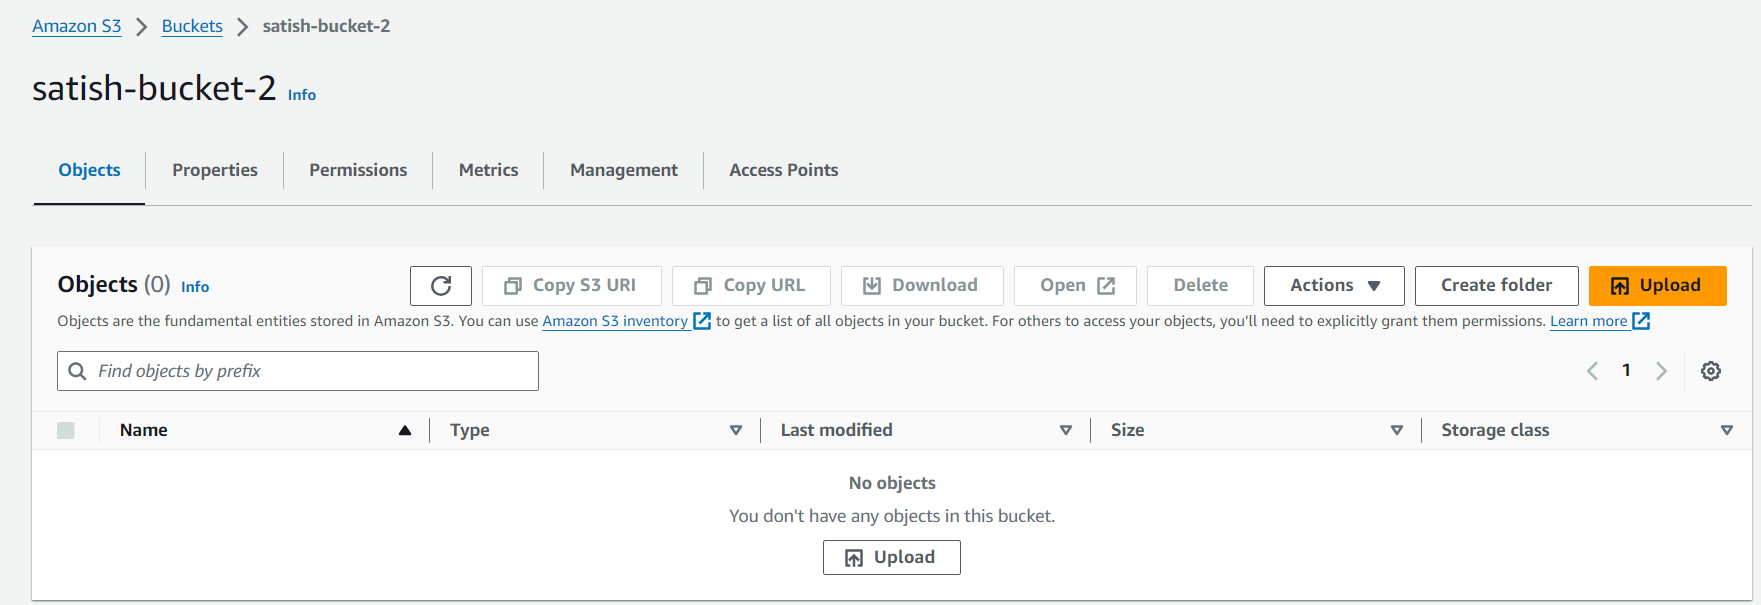 Amazon S3 Buckets satish-bucket-2
satish-bucket-2 Info
Objects Properties Permissions Metrics Management Access Points
Objects (0) Info Copy S3 URI Copy URL Download Open Delete Actions Create folder Upload
Objects are the fundamental entities stored in Amazon S3. You can use Amazon S3 inventory to get a list of all objects in your bucket. For others to access your objects, you’ll need to explicitly grant them permissions. Learn more
Find objects by prefix 1
Name Type Last modified Size Storage class
No objects
You don't have any objects in this bucket.
Upload